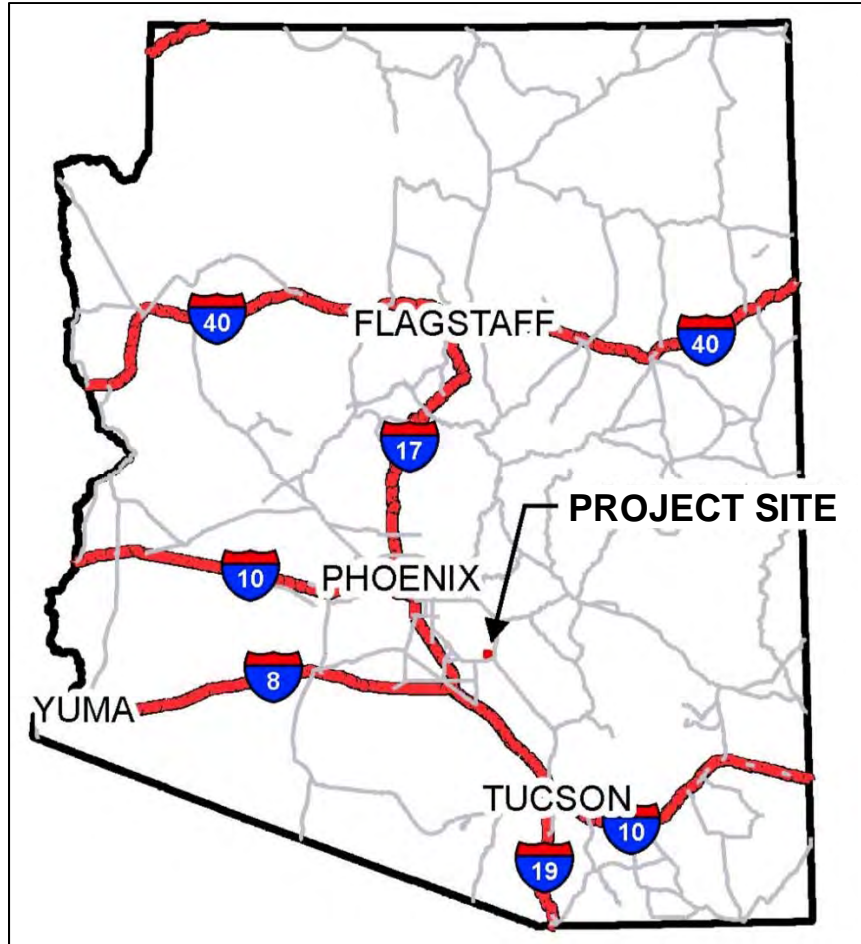 40
FLAGSTAFF
40
17
PROJECT SITE
10
PHOENIX
8
YUMA
TUCSON
10
19